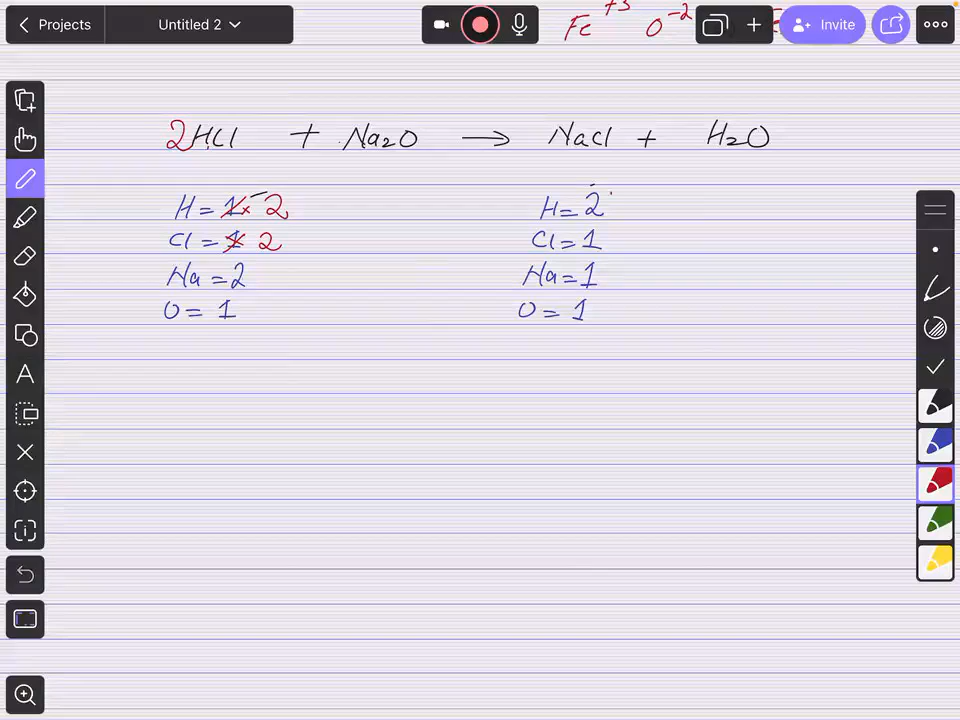 Projects Untitled 2 Fe +3 O -2 Invite
2HCl + Na2O → NaCl + H2O
H = 1 2 H = 2
Cl = 1 2 Cl = 1
Na = 2 Na = 1
O = 1 O = 1
A